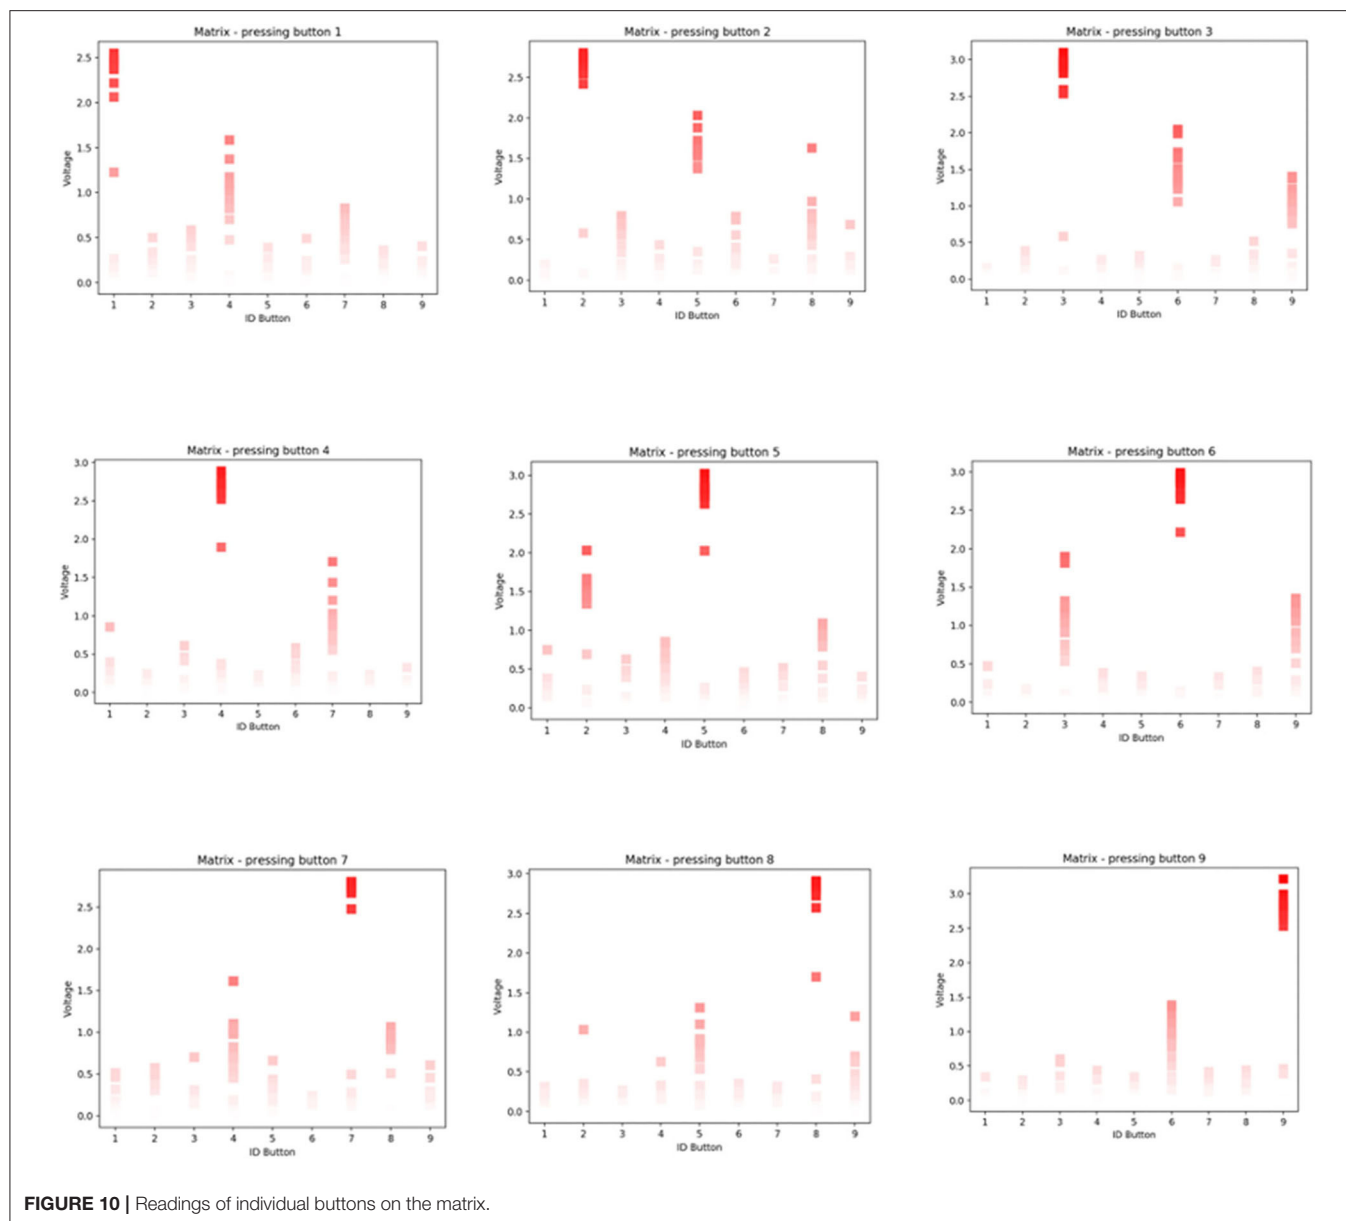 Matrix - pressing button 1
2.5
2.0
1.5
1.0
0.5
0.0
Voltage
1 2 3 4 5 6 7 8 9
ID Button
Matrix - pressing button 2
2.5
2.0
1.5
1.0
0.5
0.0
Voltage
1 2 3 4 5 6 7 8 9
ID Button
Matrix - pressing button 3
3.0
2.5
2.0
1.5
1.0
0.5
0.0
Voltage
1 2 3 4 5 6 7 8 9
ID Button
Matrix - pressing button 4
3.0
2.5
2.0
1.5
1.0
0.5
0.0
Voltage
1 2 3 4 5 6 7 8 9
ID Button
Matrix - pressing button 5
3.0
2.5
2.0
1.5
1.0
0.5
0.0
Voltage
1 2 3 4 5 6 7 8 9
ID Button
Matrix - pressing button 6
3.0
2.5
2.0
1.5
1.0
0.5
0.0
Voltage
1 2 3 4 5 6 7 8 9
ID Button
Matrix - pressing button 7
2.5
2.0
1.5
1.0
0.5
0.0
Voltage
1 2 3 4 5 6 7 8 9
ID Button
Matrix - pressing button 8
3.0
2.5
2.0
1.5
1.0
0.5
0.0
Voltage
1 2 3 4 5 6 7 8 9
ID Button
Matrix - pressing button 9
3.0
2.5
2.0
1.5
1.0
0.5
0.0
Voltage
1 2 3 4 5 6 7 8 9
ID Button
FIGURE 10 | Readings of individual buttons on the matrix.